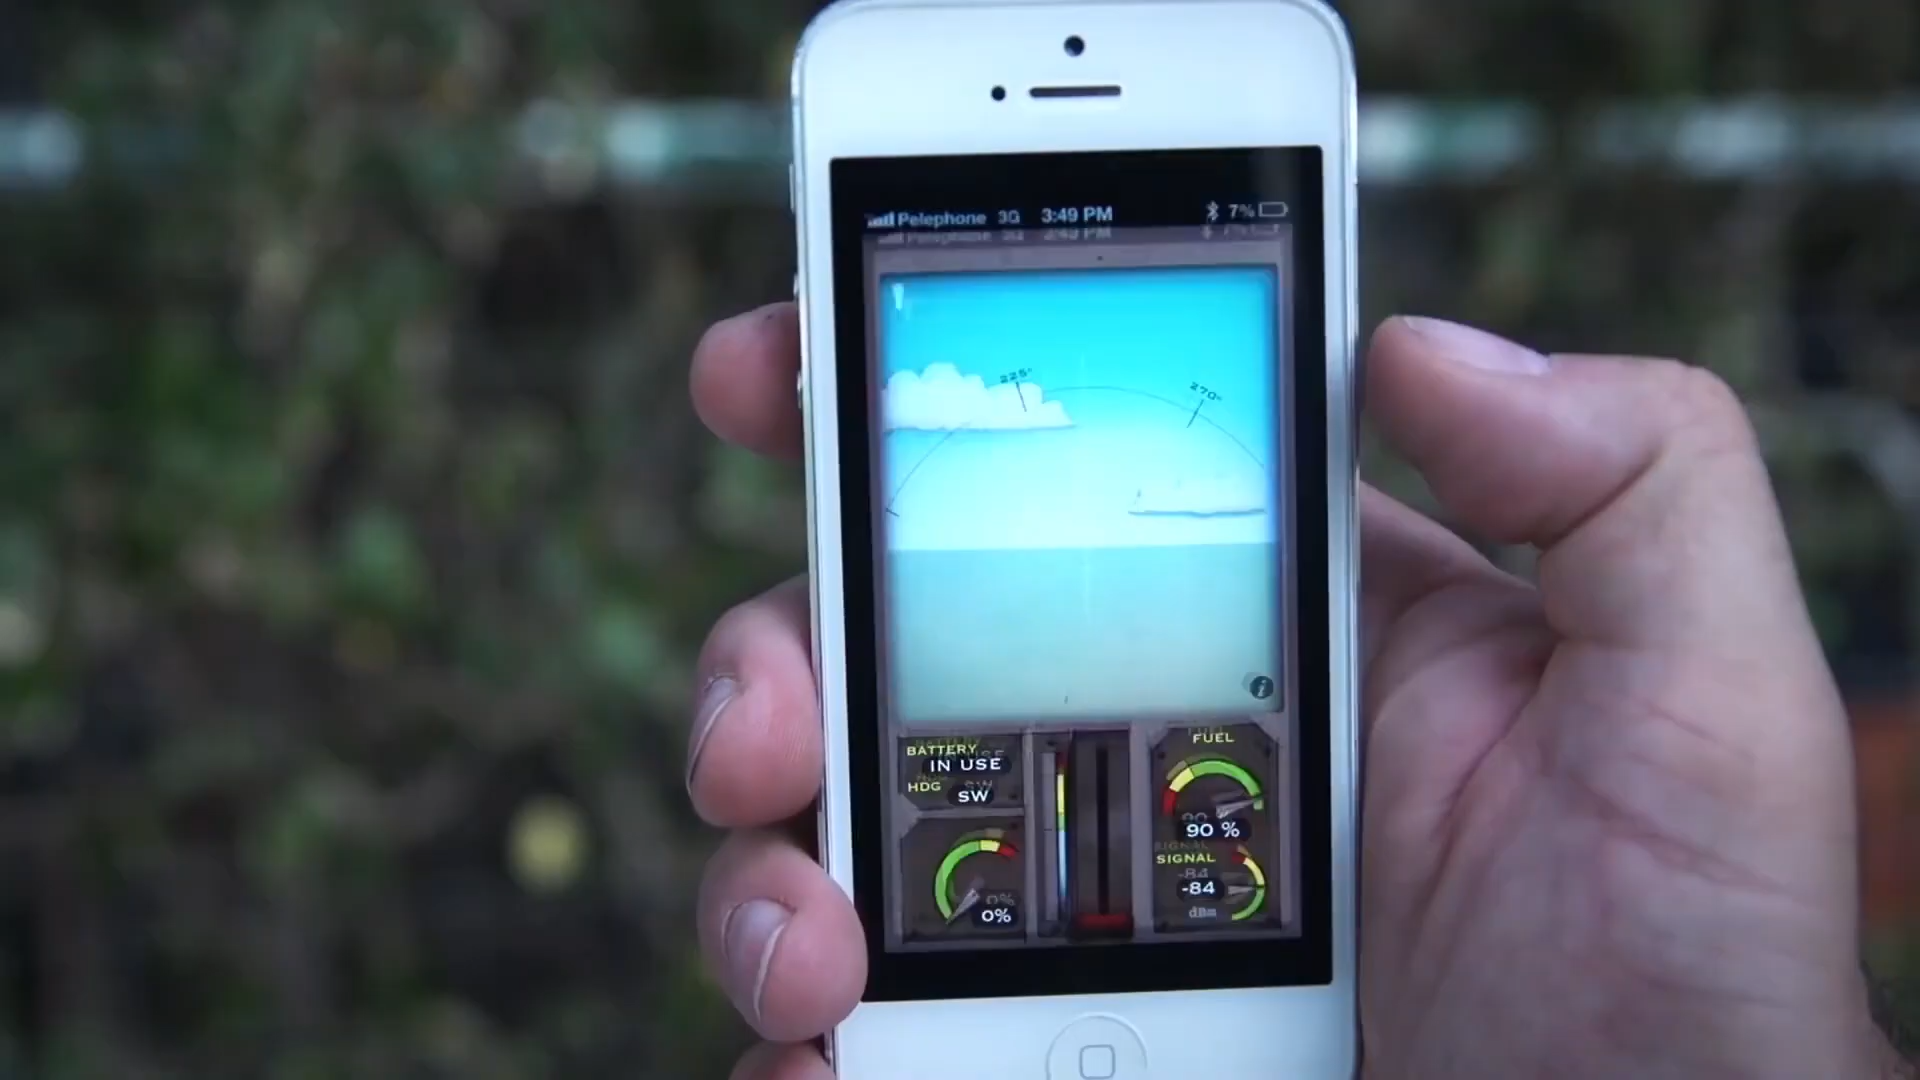 Pelephone 3G 3:49 PM 7%
225°
270°
i
BATTERY
IN USE
HDG
SW
0%
FUEL
90 %
SIGNAL
-84
dBm